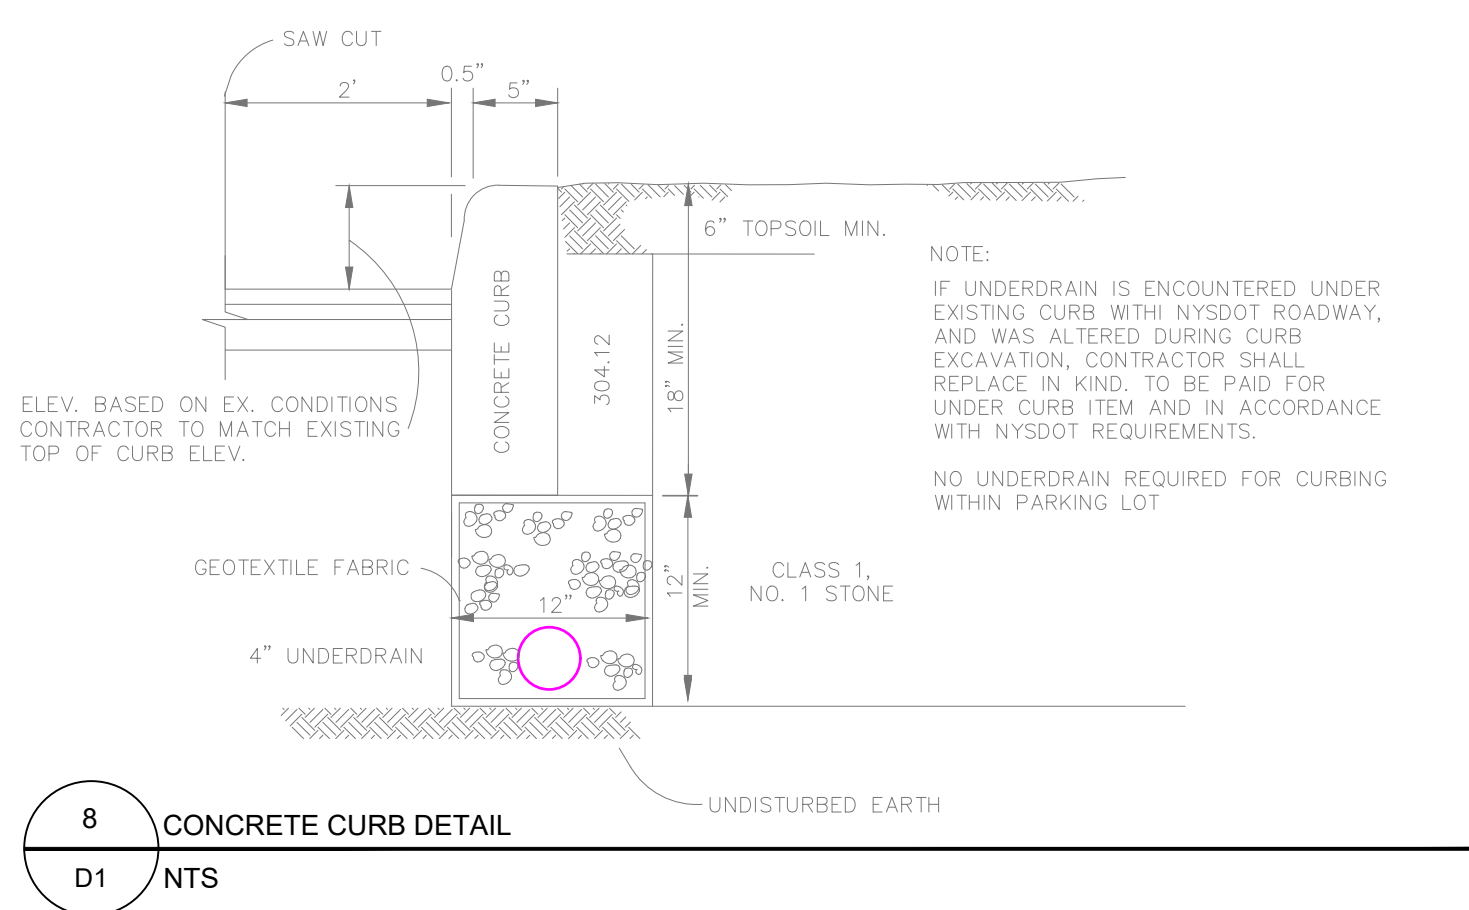 SAW CUT
2'
0.5”
5”
6” TOPSOIL MIN.
NOTE:
IF UNDERDRAIN IS ENCOUNTERED UNDER
EXISTING CURB WITHI NYSDOT ROADWAY,
AND WAS ALTERED DURING CURB
EXCAVATION, CONTRACTOR SHALL
REPLACE IN KIND. TO BE PAID FOR
UNDER CURB ITEM AND IN ACCORDANCE
WITH NYSDOT REQUIREMENTS.
NO UNDERDRAIN REQUIRED FOR CURBING
WITHIN PARKING LOT
CONCRETE CURB
304.12
18” MIN.
ELEV. BASED ON EX. CONDITIONS
CONTRACTOR TO MATCH EXISTING
TOP OF CURB ELEV.
GEOTEXTILE FABRIC
12”
12”
MIN.
CLASS 1,
NO. 1 STONE
4” UNDERDRAIN
UNDISTURBED EARTH
8
CONCRETE CURB DETAIL
D1
NTS